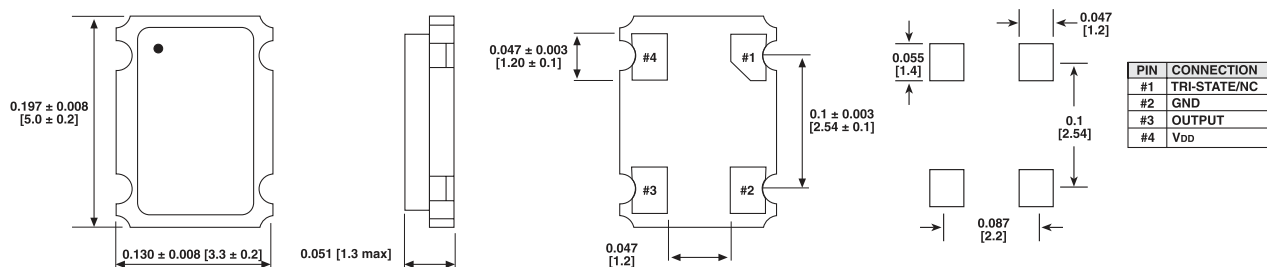 0.197 ± 0.008
[5.0 ± 0.2]
0.130 ± 0.008 [3.3 ± 0.2]
0.051 [1.3 max]
0.047 ± 0.003
[1.20 ± 0.1]
#4
#1
#3
#2
0.1 ± 0.003
[2.54 ± 0.1]
0.047
[1.2]
0.047
[1.2]
0.055
[1.4]
0.1
[2.54]
0.087
[2.2]
PIN CONNECTION
#1 TRI-STATE/NC
#2 GND
#3 OUTPUT
#4 VDD